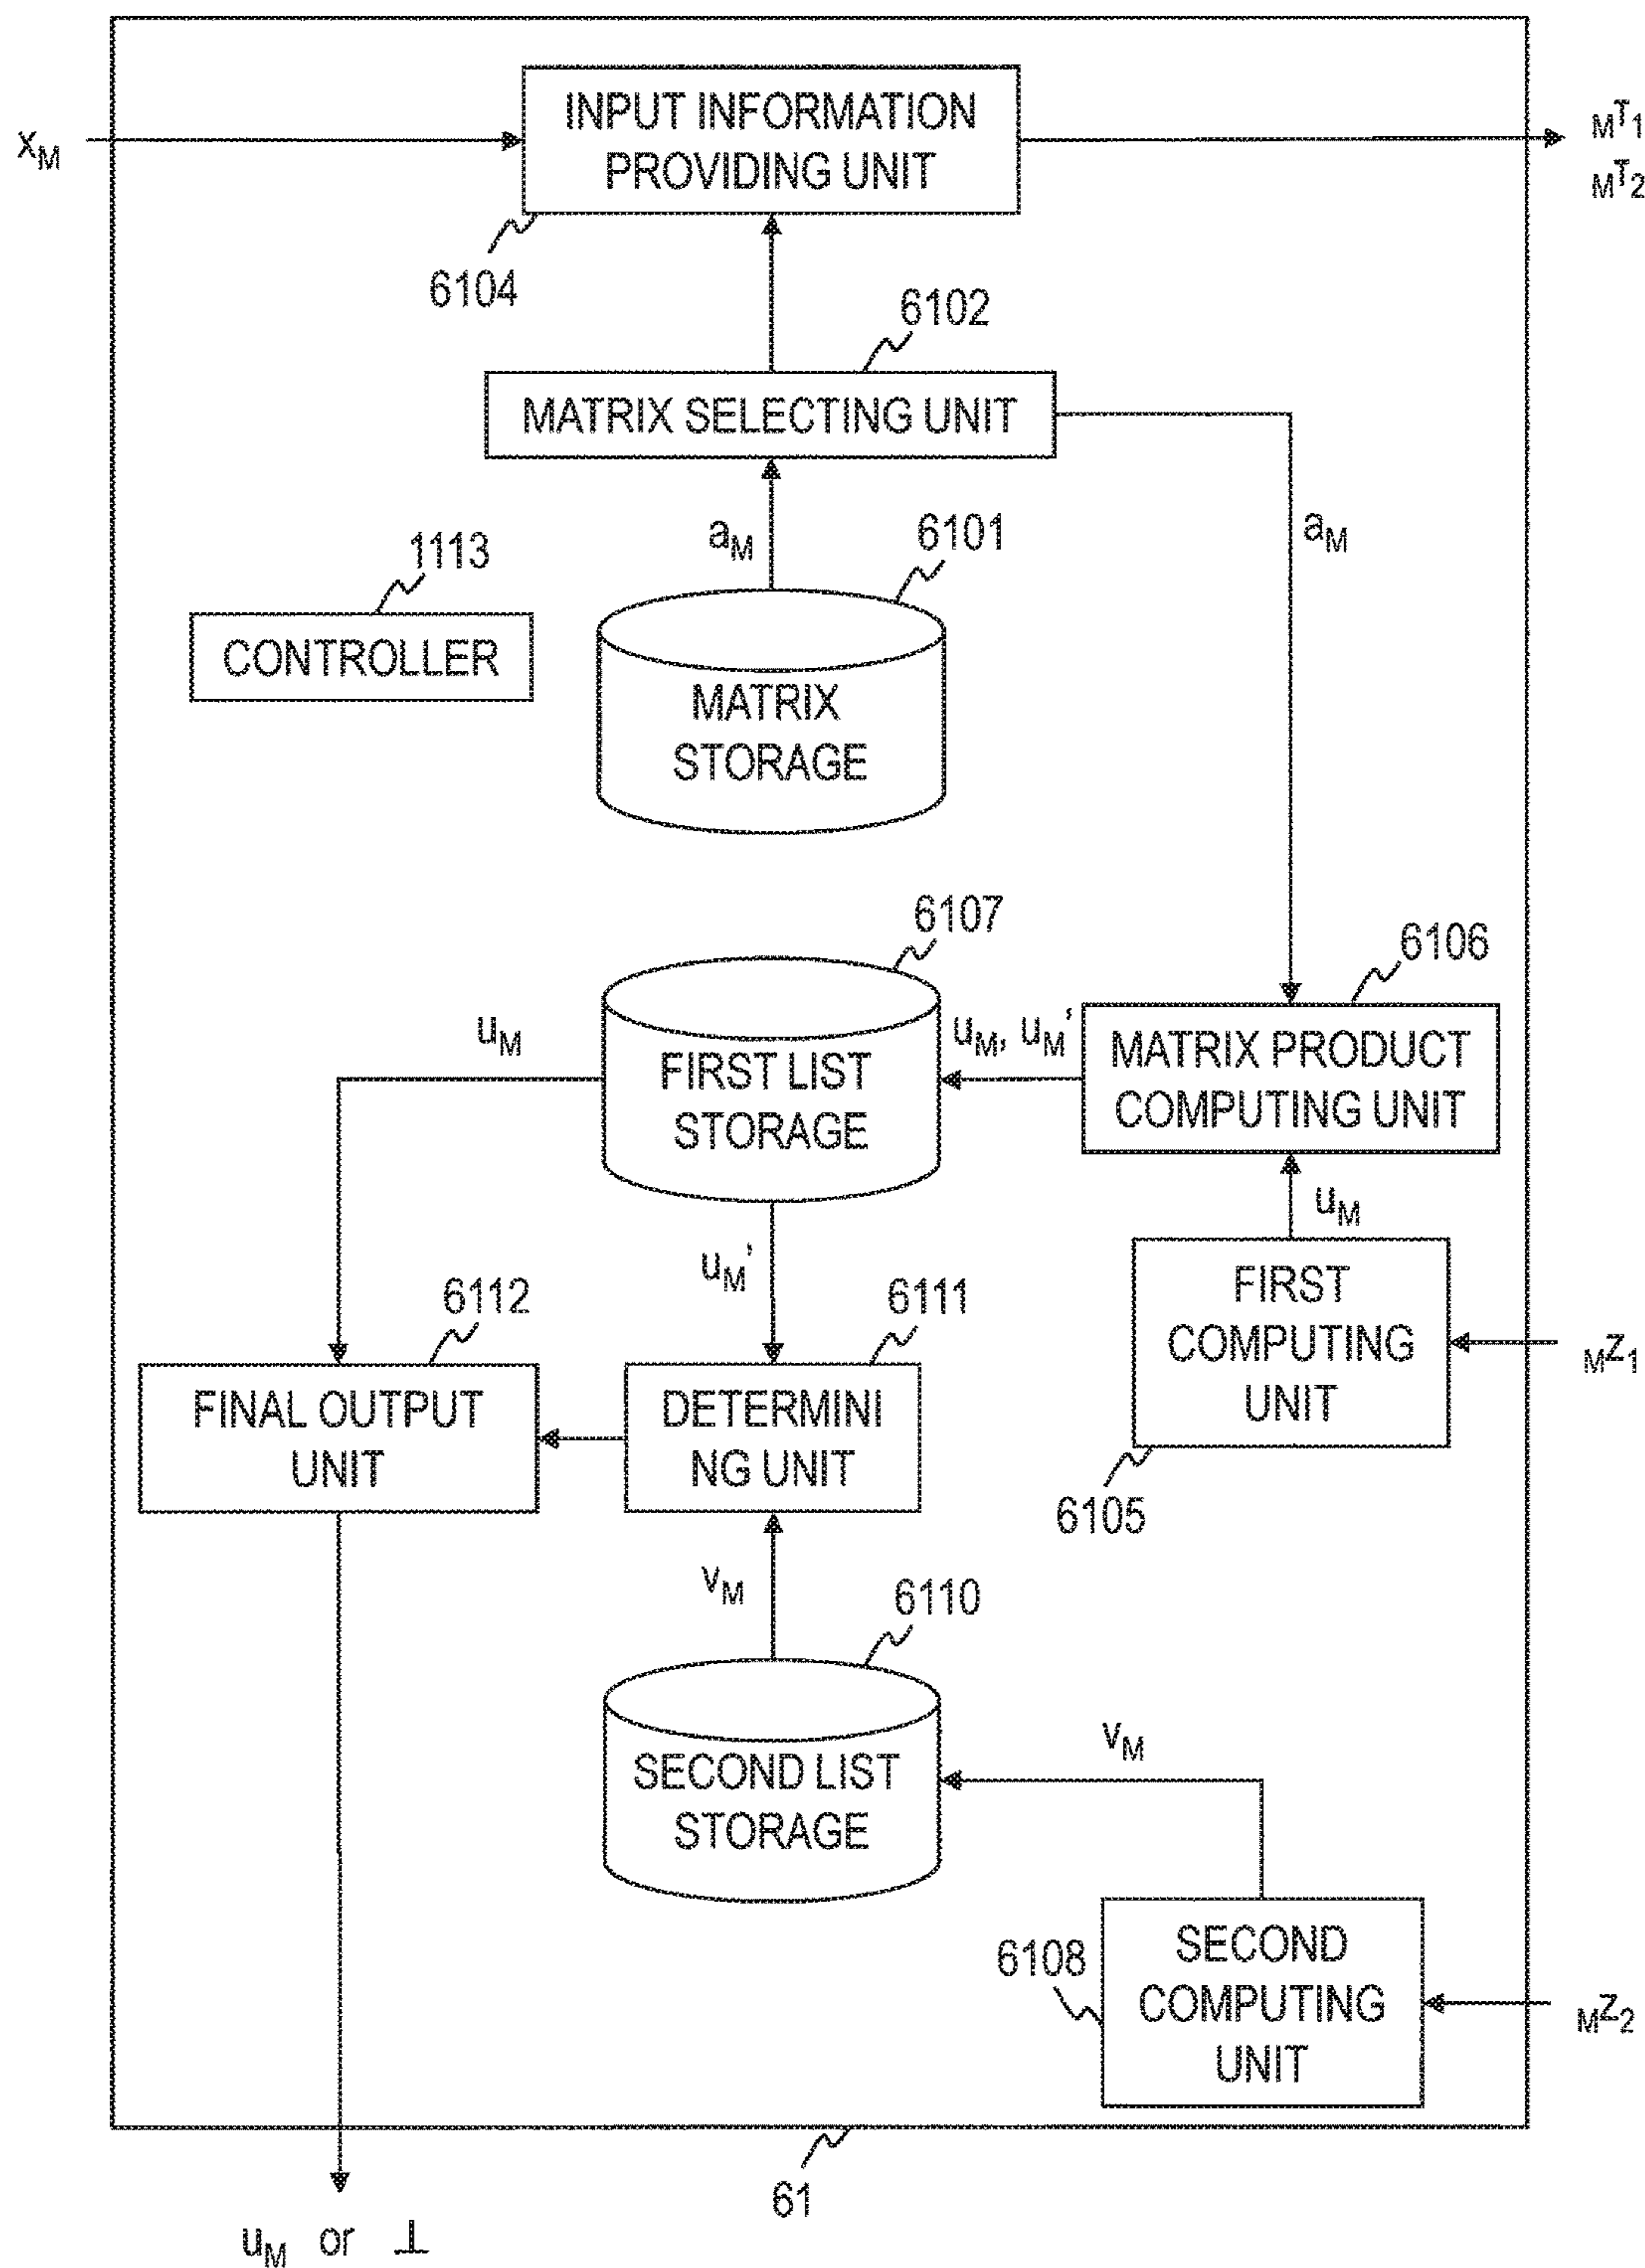 INPUT INFORMATION
PROVIDING UNIT
x_M
_Mτ_1
_Mτ_2
6104
6102
MATRIX SELECTING UNIT
a_M
6101
a_M
1113
CONTROLLER
MATRIX
STORAGE
6107
6106
u_M
FIRST LIST
STORAGE
u_M, u_M'
MATRIX PRODUCT
COMPUTING UNIT
u_M
u_M'
6112
6111
FIRST
COMPUTING
UNIT
_Mz_1
FINAL OUTPUT
UNIT
DETERMINI
NG UNIT
6105
v_M
6110
v_M
SECOND LIST
STORAGE
6108
SECOND
COMPUTING
UNIT
_Mz_2
61
u_M or ⊥